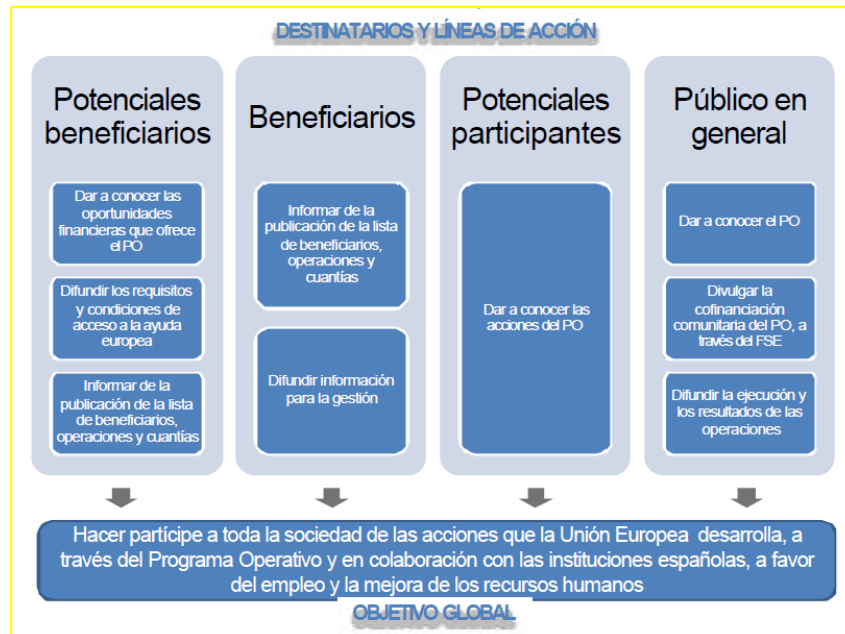 DESTINATARIOS Y LÍNEAS DE ACCIÓN
Potenciales
beneficiarios
Dar a conocer las
oportunidades
financieras que ofrece
el PO
Difundir los requisitos
y condiciones de
acceso a la ayuda
europea
Informar de la
publicación de la lista
de beneficiarios,
operaciones y cuantías
Beneficiarios
Informar de la
publicación de la lista
de beneficiarios,
operaciones y
cuantías
Difundir información
para la gestión
Potenciales
participantes
Dar a conocer las
acciones del PO
Público en
general
Dar a conocer el PO
Divulgar la
cofinanciación
comunitaria del PO, a
través del FSE
Difundir la ejecución y
los resultados de las
operaciones
Hacer partícipe a toda la sociedad de las acciones que la Unión Europea desarrolla, a
través del Programa Operativo y en colaboración con las instituciones españolas, a favor
del empleo y la mejora de los recursos humanos
OBJETIVO GLOBAL